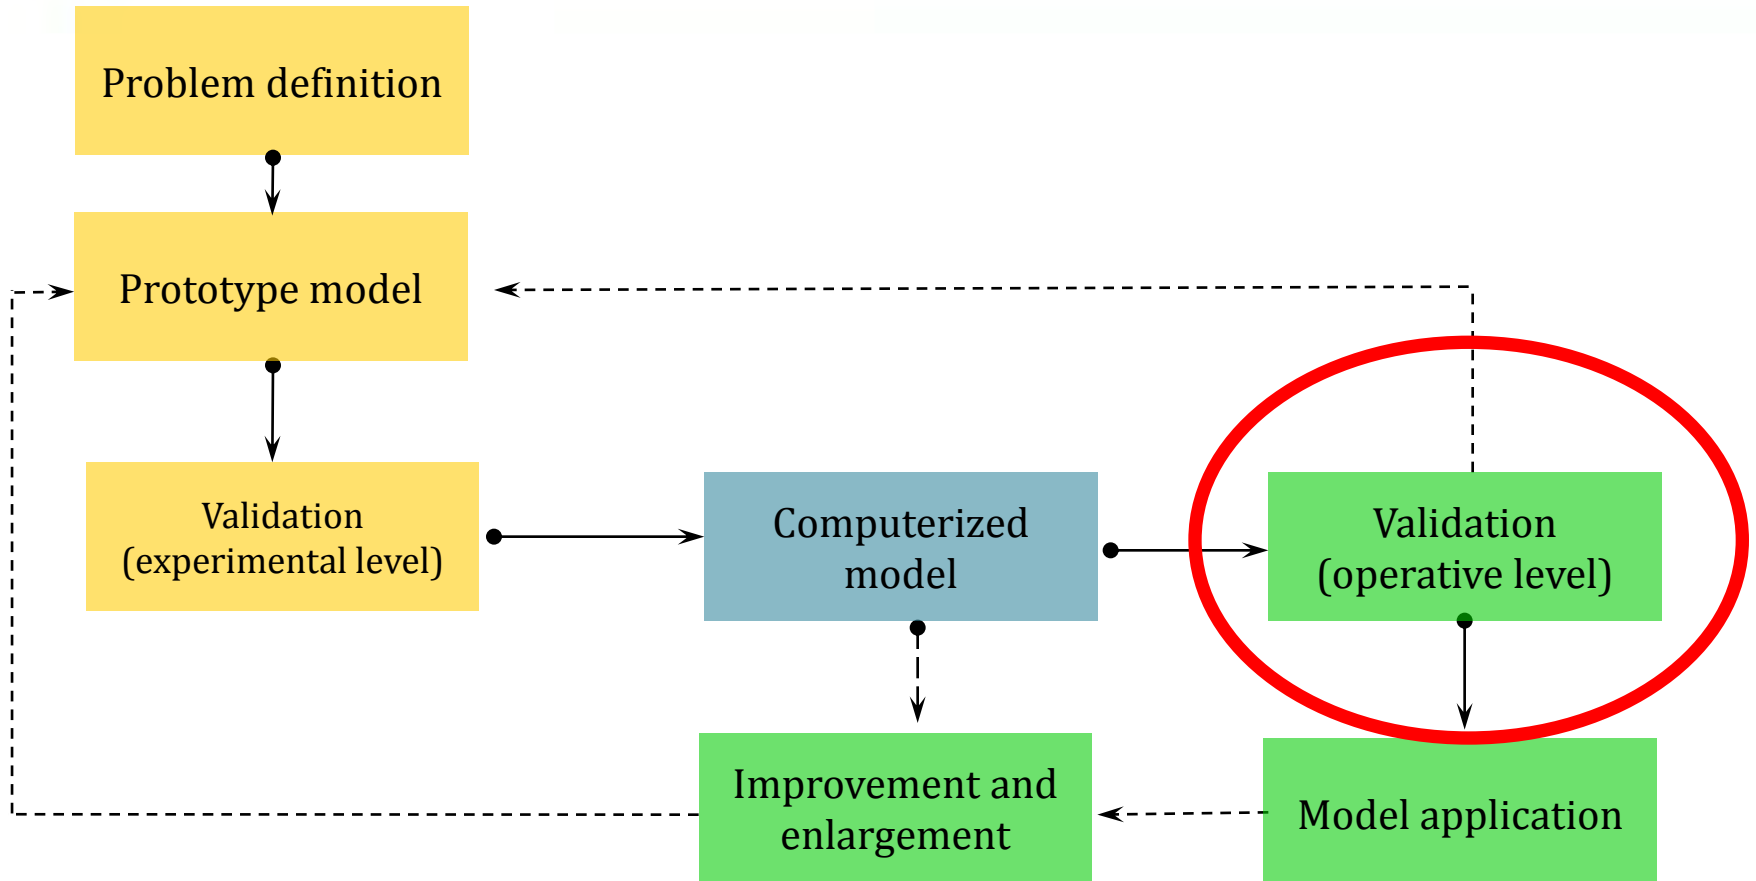 Problem definition
Prototype model
Validation
(experimental level)
Computerized
model
Validation
(operative level)
Improvement and
enlargement
Model application